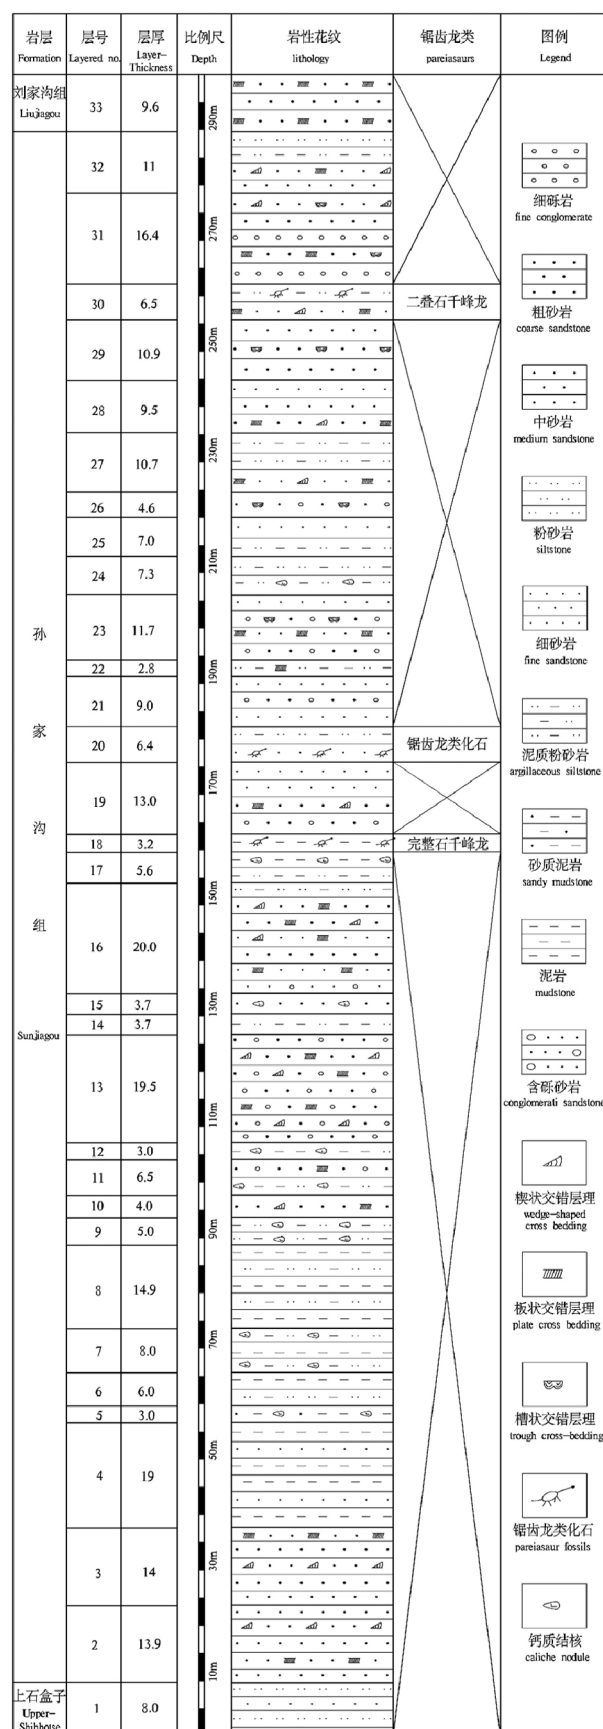 岩层 层号 层厚 比例尺 岩性花纹 锯齿龙类 图例
Formation Layered no. Layer-Thickness Depth lithology pareiasaurs Legend
刘家沟组
Liujiagou
33 9.6
290m
32 11
细砾岩
fine conglomerate
31 16.4
270m
30 6.5 二叠石千峰龙
粗砂岩
coarse sandstone
250m
29 10.9
28 9.5
中砂岩
medium sandstone
230m
27 10.7
26 4.6
粉砂岩
siltstone
25 7.0
210m
24 7.3
孙
23 11.7
细砂岩
fine sandstone
22 2.8
190m
21 9.0
家
20 6.4 锯齿龙类化石
泥质粉砂岩
argillaceous siltstone
170m
19 13.0
沟
18 3.2 完整石千峰龙
17 5.6
砂质泥岩
sandy mudstone
150m
组
16 20.0
泥岩
mudstone
15 3.7
130m
14 3.7
Sunjiagou
13 19.5
含砾砂岩
conglomerati sandstone
110m
12 3.0
11 6.5
10 4.0
楔状交错层理
wedge-shaped
cross bedding
9 5.0
90m
8 14.9
板状交错层理
plate cross bedding
70m
7 8.0
6 6.0
5 3.0
槽状交错层理
trough cross-bedding
50m
4 19
锯齿龙类化石
pareiasaur fossils
30m
3 14
2 13.9
钙质结核
caliche nodule
10m
上石盒子
Upper-
Shihhotse
1 8.0